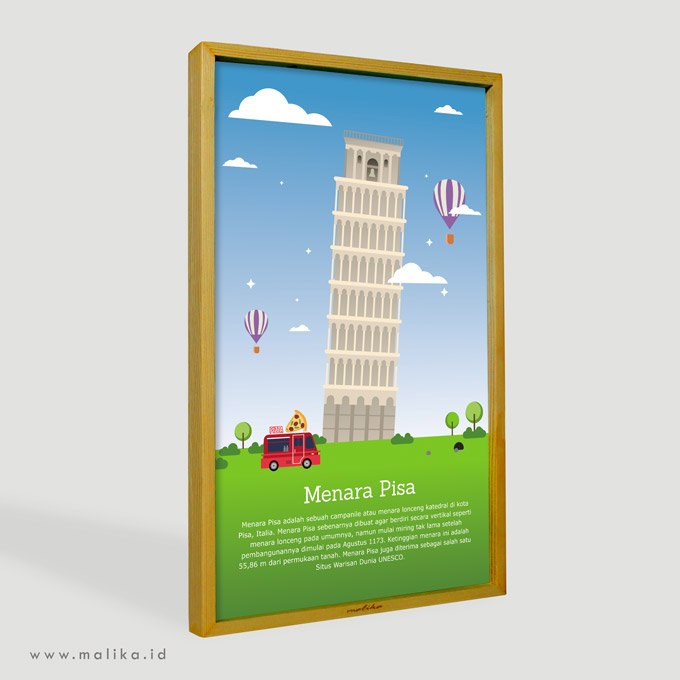 PIZZA
Menara Pisa
Menara Pisa adalah sebuah campanile atau menara lonceng katedral di kota
Pisa, Italia. Menara Pisa sebenarnya dibuat agar berdiri secara vertikal seperti
menara lonceng pada umumnya, namun mulai miring tak lama setelah
pembangunannya dimulai pada Agustus 1173. Ketinggian menara ini adalah
55,86 m dari permukaan tanah. Menara Pisa juga diterima sebagai salah satu
Situs Warisan Dunia UNESCO.
malika
www.malika.id